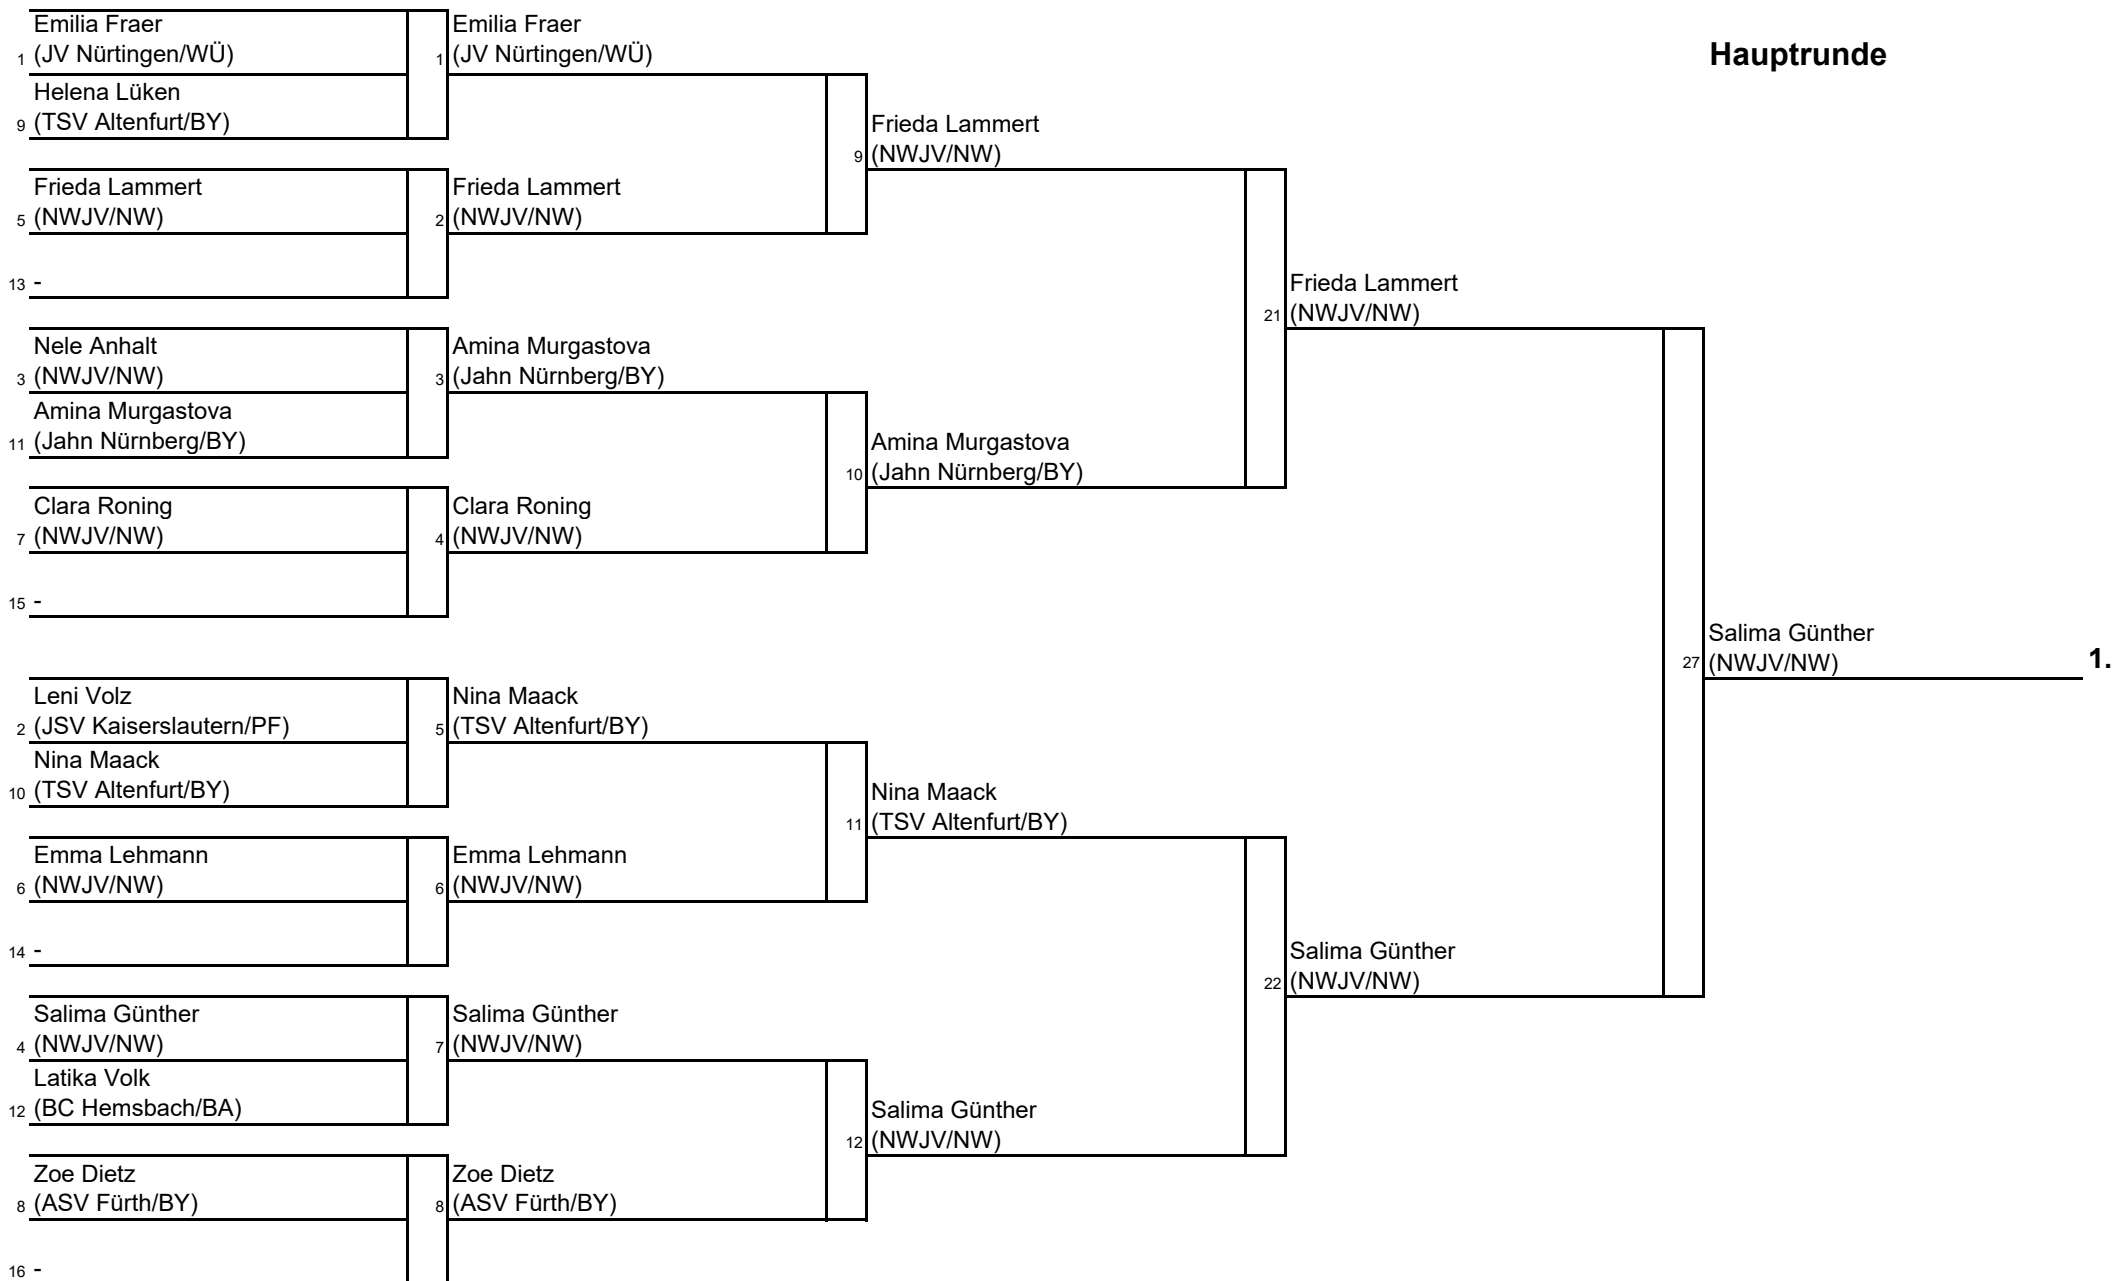 Hauptrunde
Emilia Fraer
1 (JV Nürtingen/WÜ)
Helena Lüken
9 (TSV Altenfurt/BY)
Frieda Lammert
5 (NWJV/NW)
13 -
Nele Anhalt
3 (NWJV/NW)
Amina Murgastova
11 (Jahn Nürnberg/BY)
Clara Roning
7 (NWJV/NW)
15 -
Leni Volz
2 (JSV Kaiserslautern/PF)
Nina Maack
10 (TSV Altenfurt/BY)
Emma Lehmann
6 (NWJV/NW)
14 -
Salima Günther
4 (NWJV/NW)
Latika Volk
12 (BC Hemsbach/BA)
Zoe Dietz
8 (ASV Fürth/BY)
16 -
Emilia Fraer
1 (JV Nürtingen/WÜ)
Frieda Lammert
2 (NWJV/NW)
Amina Murgastova
3 (Jahn Nürnberg/BY)
Clara Roning
4 (NWJV/NW)
Nina Maack
5 (TSV Altenfurt/BY)
Emma Lehmann
6 (NWJV/NW)
Salima Günther
7 (NWJV/NW)
Zoe Dietz
8 (ASV Fürth/BY)
Frieda Lammert
9 (NWJV/NW)
Amina Murgastova
10 (Jahn Nürnberg/BY)
Nina Maack
11 (TSV Altenfurt/BY)
Salima Günther
12 (NWJV/NW)
Frieda Lammert
21 (NWJV/NW)
Salima Günther
22 (NWJV/NW)
Salima Günther
27 (NWJV/NW) 1.